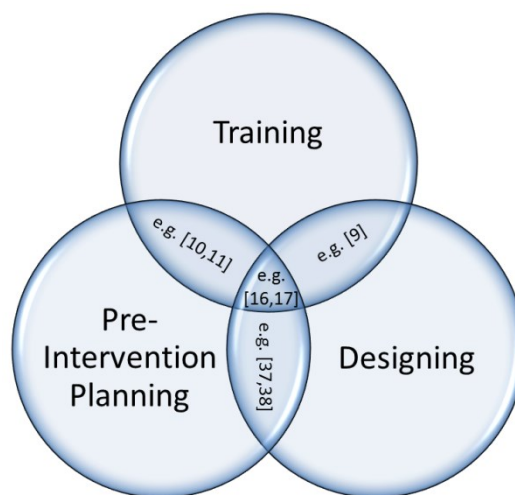 Training
e.g. [10,11]
e.g. [9]
e.g.
[16,17]
Pre-
Intervention
Planning
e.g. [37,38]
Designing